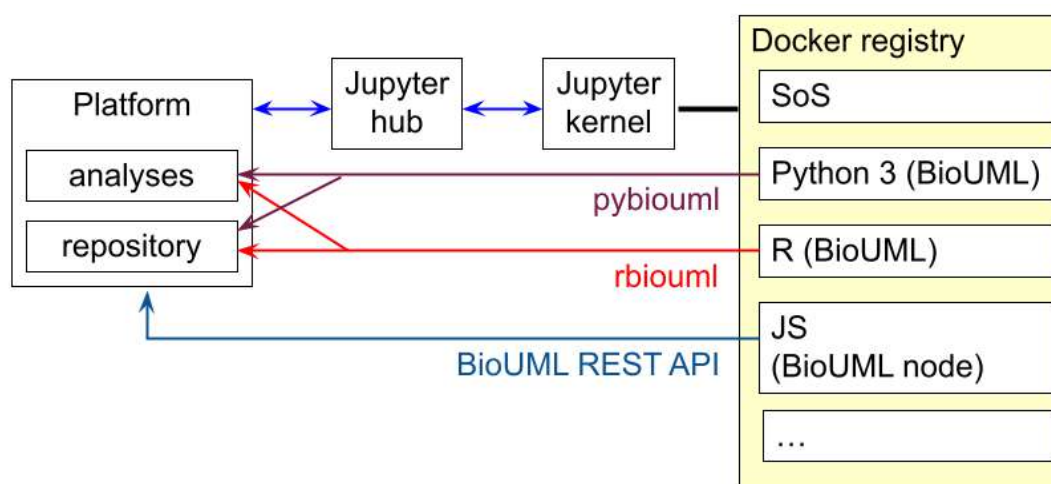 Docker registry
Platform
Jupyter
hub
Jupyter
kernel
SoS
analyses
Python 3 (BioUML)
pybiouml
repository
R (BioUML)
rbiouml
JS
(BioUML node)
BioUML REST API
...